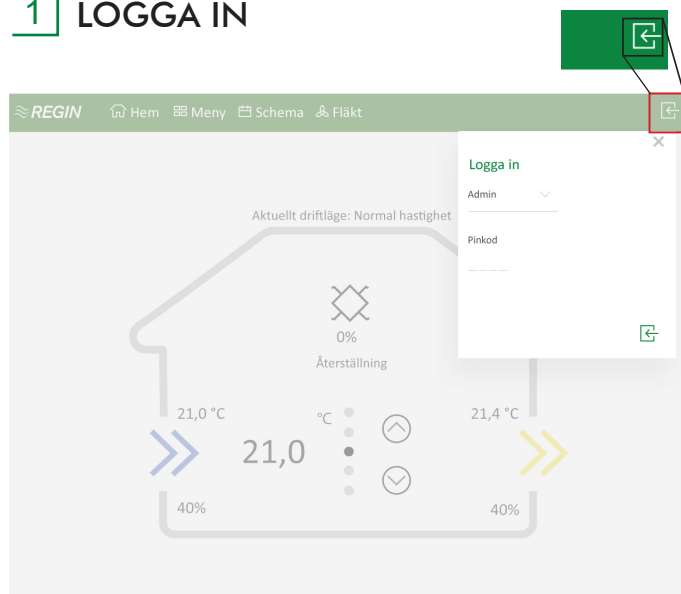 1 LOGGA IN
REGIN Hem Meny Schema Fläkt
Logga in
Admin
Pinkod
Aktuellt driftläge: Normal hastighet
0%
Återställning
21,0 °C
°C
21,4 °C
21,0
40%
40%